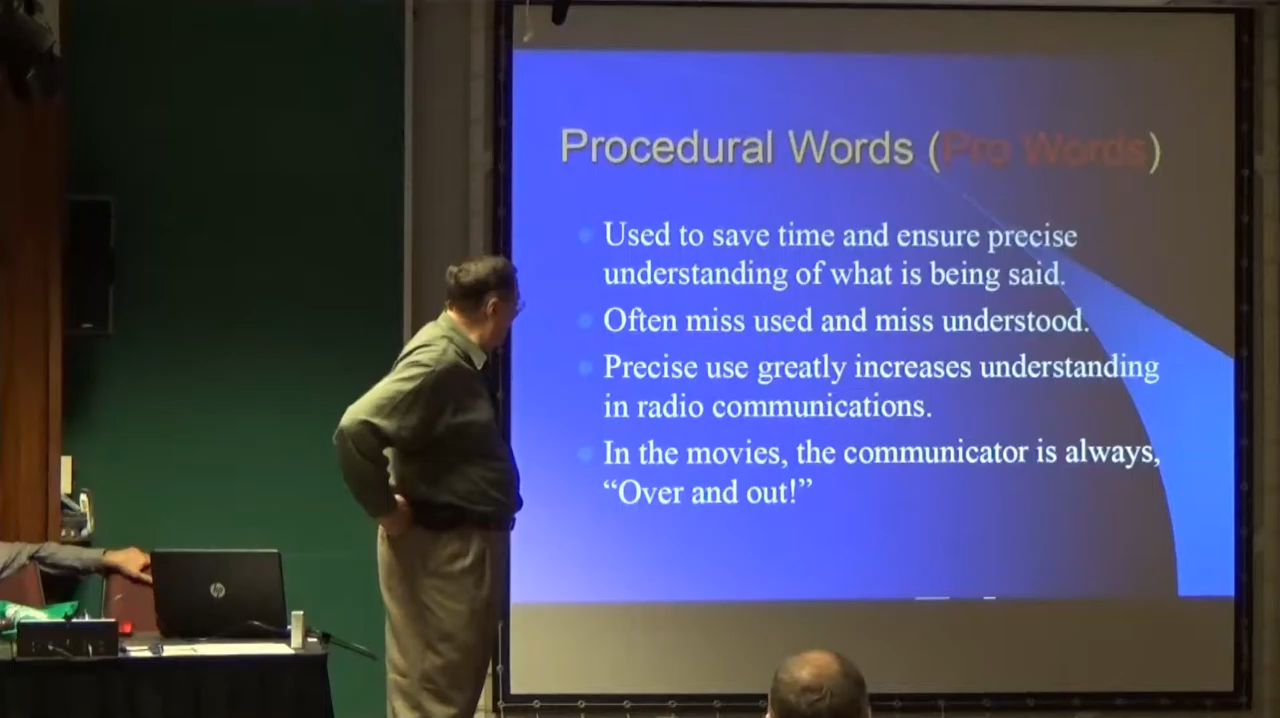 Procedural Words (Pro Words)
Used to save time and ensure precise
understanding of what is being said.
Often miss used and miss understood.
Precise use greatly increases understanding
in radio communications.
In the movies, the communicator is always,
“Over and out!”
hp